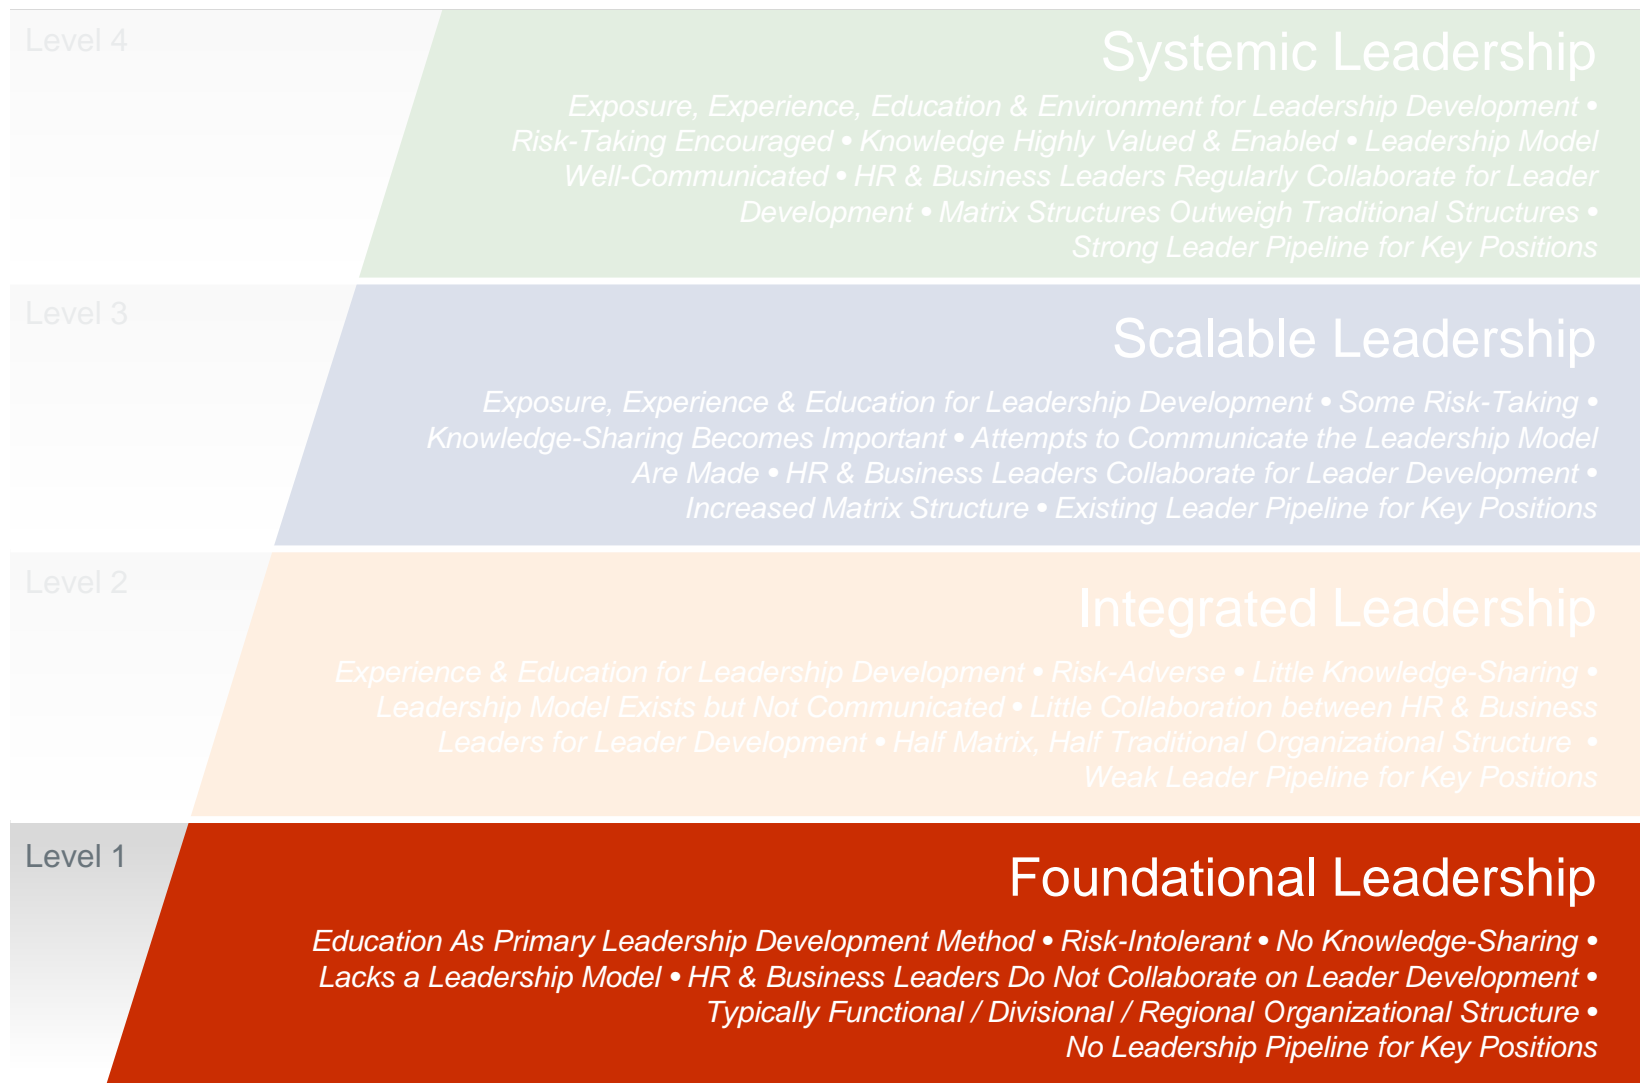 Level 4
Systemic Leadership
Exposure, Experience, Education & Environment for Leadership Development •
Risk-Taking Encouraged • Knowledge Highly Valued & Enabled • Leadership Model
Well-Communicated • HR & Business Leaders Regularly Collaborate for Leader
Development • Matrix Structures Outweigh Traditional Structures •
Strong Leader Pipeline for Key Positions
Level 3
Scalable Leadership
Exposure, Experience & Education for Leadership Development • Some Risk-Taking •
Knowledge-Sharing Becomes Important • Attempts to Communicate the Leadership Model
Are Made • HR & Business Leaders Collaborate for Leader Development •
Increased Matrix Structure • Existing Leader Pipeline for Key Positions
Level 2
Integrated Leadership
Experience & Education for Leadership Development • Risk-Adverse • Little Knowledge-Sharing •
Leadership Model Exists but Not Communicated • Little Collaboration between HR & Business
Leaders for Leader Development • Half Matrix, Half Traditional Organizational Structure •
Weak Leader Pipeline for Key Positions
Level 1
Foundational Leadership
Education As Primary Leadership Development Method • Risk-Intolerant • No Knowledge-Sharing •
Lacks a Leadership Model • HR & Business Leaders Do Not Collaborate on Leader Development •
Typically Functional / Divisional / Regional Organizational Structure •
No Leadership Pipeline for Key Positions